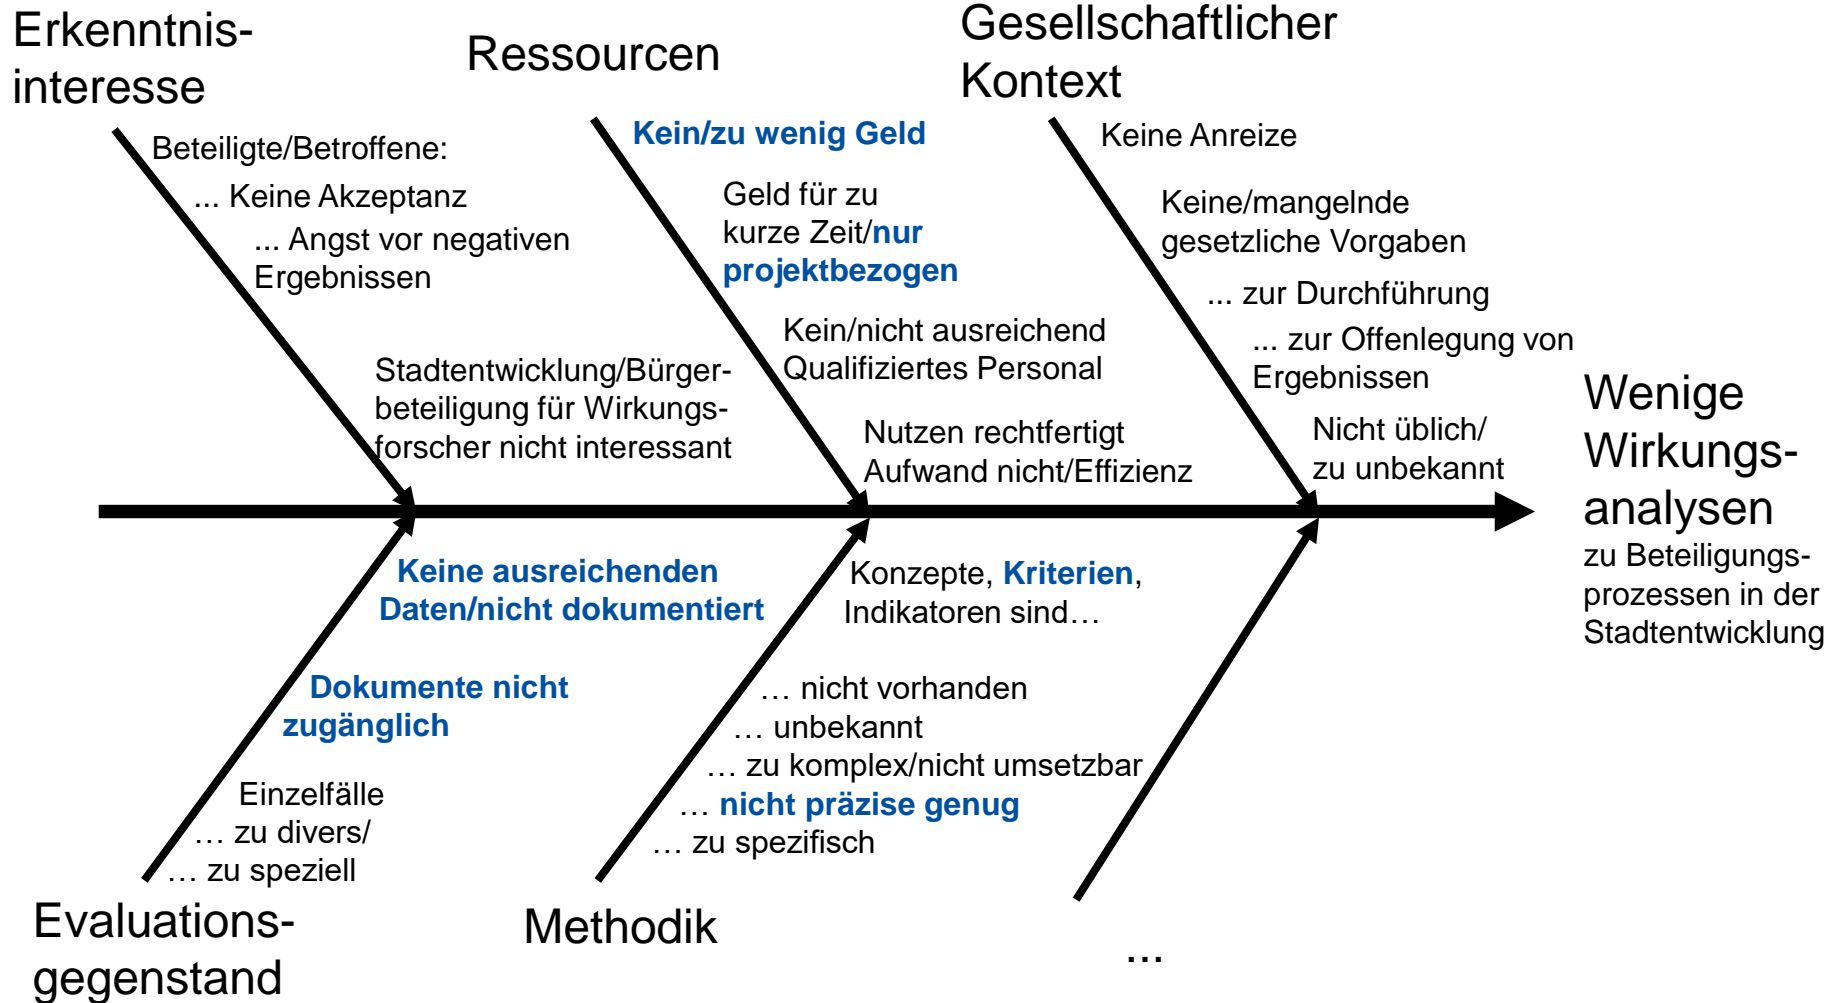 Erkenntnis-
interesse
Beteiligte/Betroffene:
... Keine Akzeptanz
... Angst vor negativen
Ergebnissen
Stadtentwicklung/Bürger-
beteiligung für Wirkungs-
forscher nicht interessant
Ressourcen
Kein/zu wenig Geld
Geld für zu
kurze Zeit/nur
projektbezogen
Kein/nicht ausreichend
Qualifiziertes Personal
Nutzen rechtfertigt
Aufwand nicht/Effizienz
Gesellschaftlicher
Kontext
Keine Anreize
Keine/mangelnde
gesetzliche Vorgaben
... zur Durchführung
... zur Offenlegung von
Ergebnissen
Nicht üblich/
zu unbekannt
Wenige
Wirkungs-
analysen
zu Beteiligungs-
prozessen in der
Stadtentwicklung
Keine ausreichenden
Daten/nicht dokumentiert
Dokumente nicht
zugänglich
Einzelfälle
… zu divers/
… zu speziell
Evaluations-
gegenstand
Konzepte, Kriterien,
Indikatoren sind…
… nicht vorhanden
… unbekannt
… zu komplex/nicht umsetzbar
… nicht präzise genug
… zu spezifisch
Methodik
...